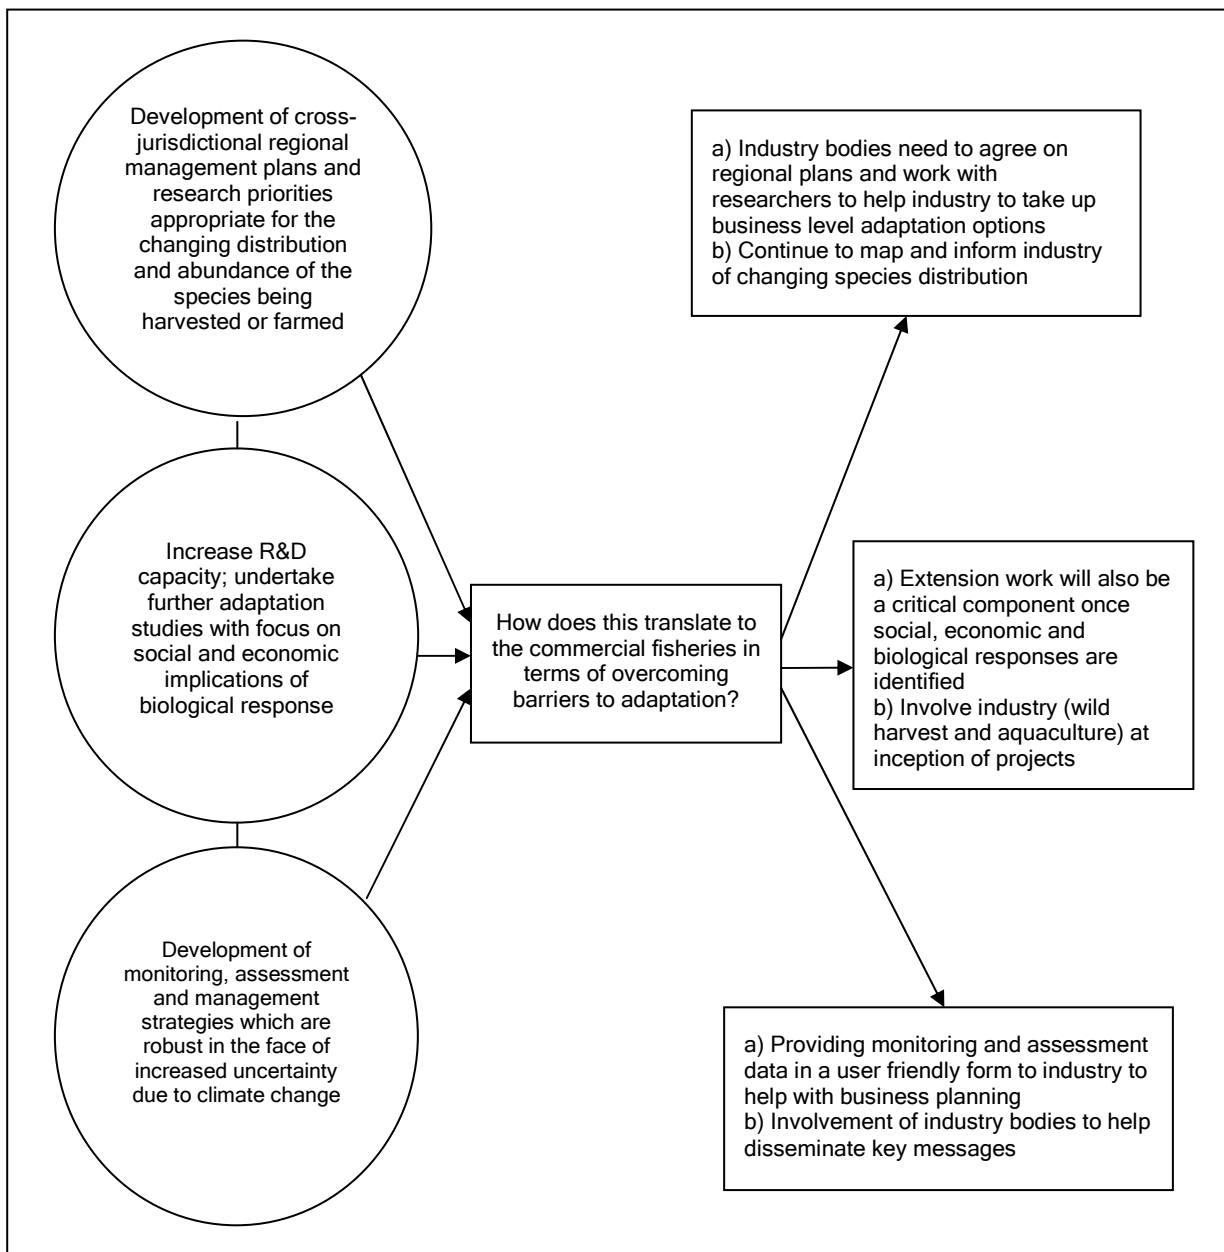 Development of cross-
jurisdictional regional
management plans and
research priorities
appropriate for the
changing distribution
and abundance of the
species being
harvested or farmed
Increase R&D
capacity; undertake
further adaptation
studies with focus on
social and economic
implications of
biological response
Development of
monitoring, assessment
and management
strategies which are
robust in the face of
increased uncertainty
due to climate change
How does this translate to
the commercial fisheries in
terms of overcoming
barriers to adaptation?
a) Industry bodies need to agree on
regional plans and work with
researchers to help industry to take up
business level adaptation options
b) Continue to map and inform industry
of changing species distribution
a) Extension work will also be
a critical component once
social, economic and
biological responses are
identified
b) Involve industry (wild
harvest and aquaculture) at
inception of projects
a) Providing monitoring and assessment
data in a user friendly form to industry to
help with business planning
b) Involvement of industry bodies to help
disseminate key messages